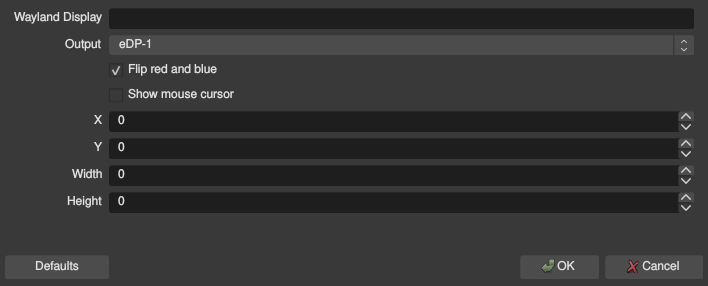 Wayland Display
Output eDP-1
Flip red and blue
Show mouse cursor
X 0
Y 0
Width 0
Height 0
Defaults OK Cancel